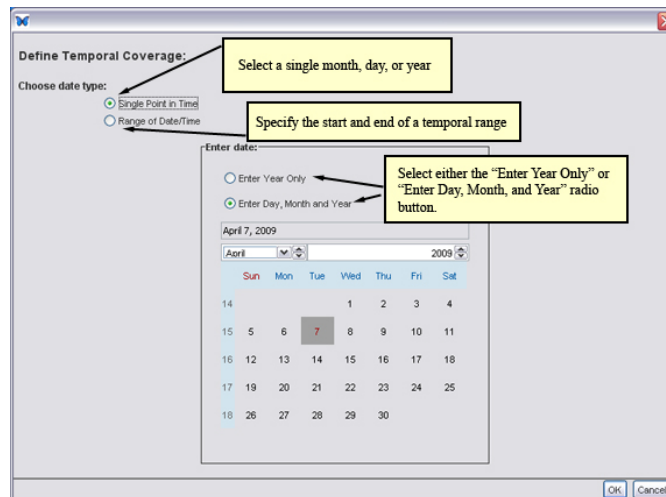 Define Temporal Coverage:
Select a single month, day, or year
Choose date type:
Single Point in Time
Range of Date/Time
Specify the start and end of a temporal range
Enter date:
Enter Year Only
Enter Day, Month and Year
Select either the “Enter Year Only” or
“Enter Day, Month, and Year” radio
button.
April 7, 2009
April 2009
Sun Mon Tue Wed Thu Fri Sat
14 1 2 3 4
15 5 6 7 8 9 10 11
16 12 13 14 15 16 17 18
17 19 20 21 22 23 24 25
18 26 27 28 29 30
OK Cancel